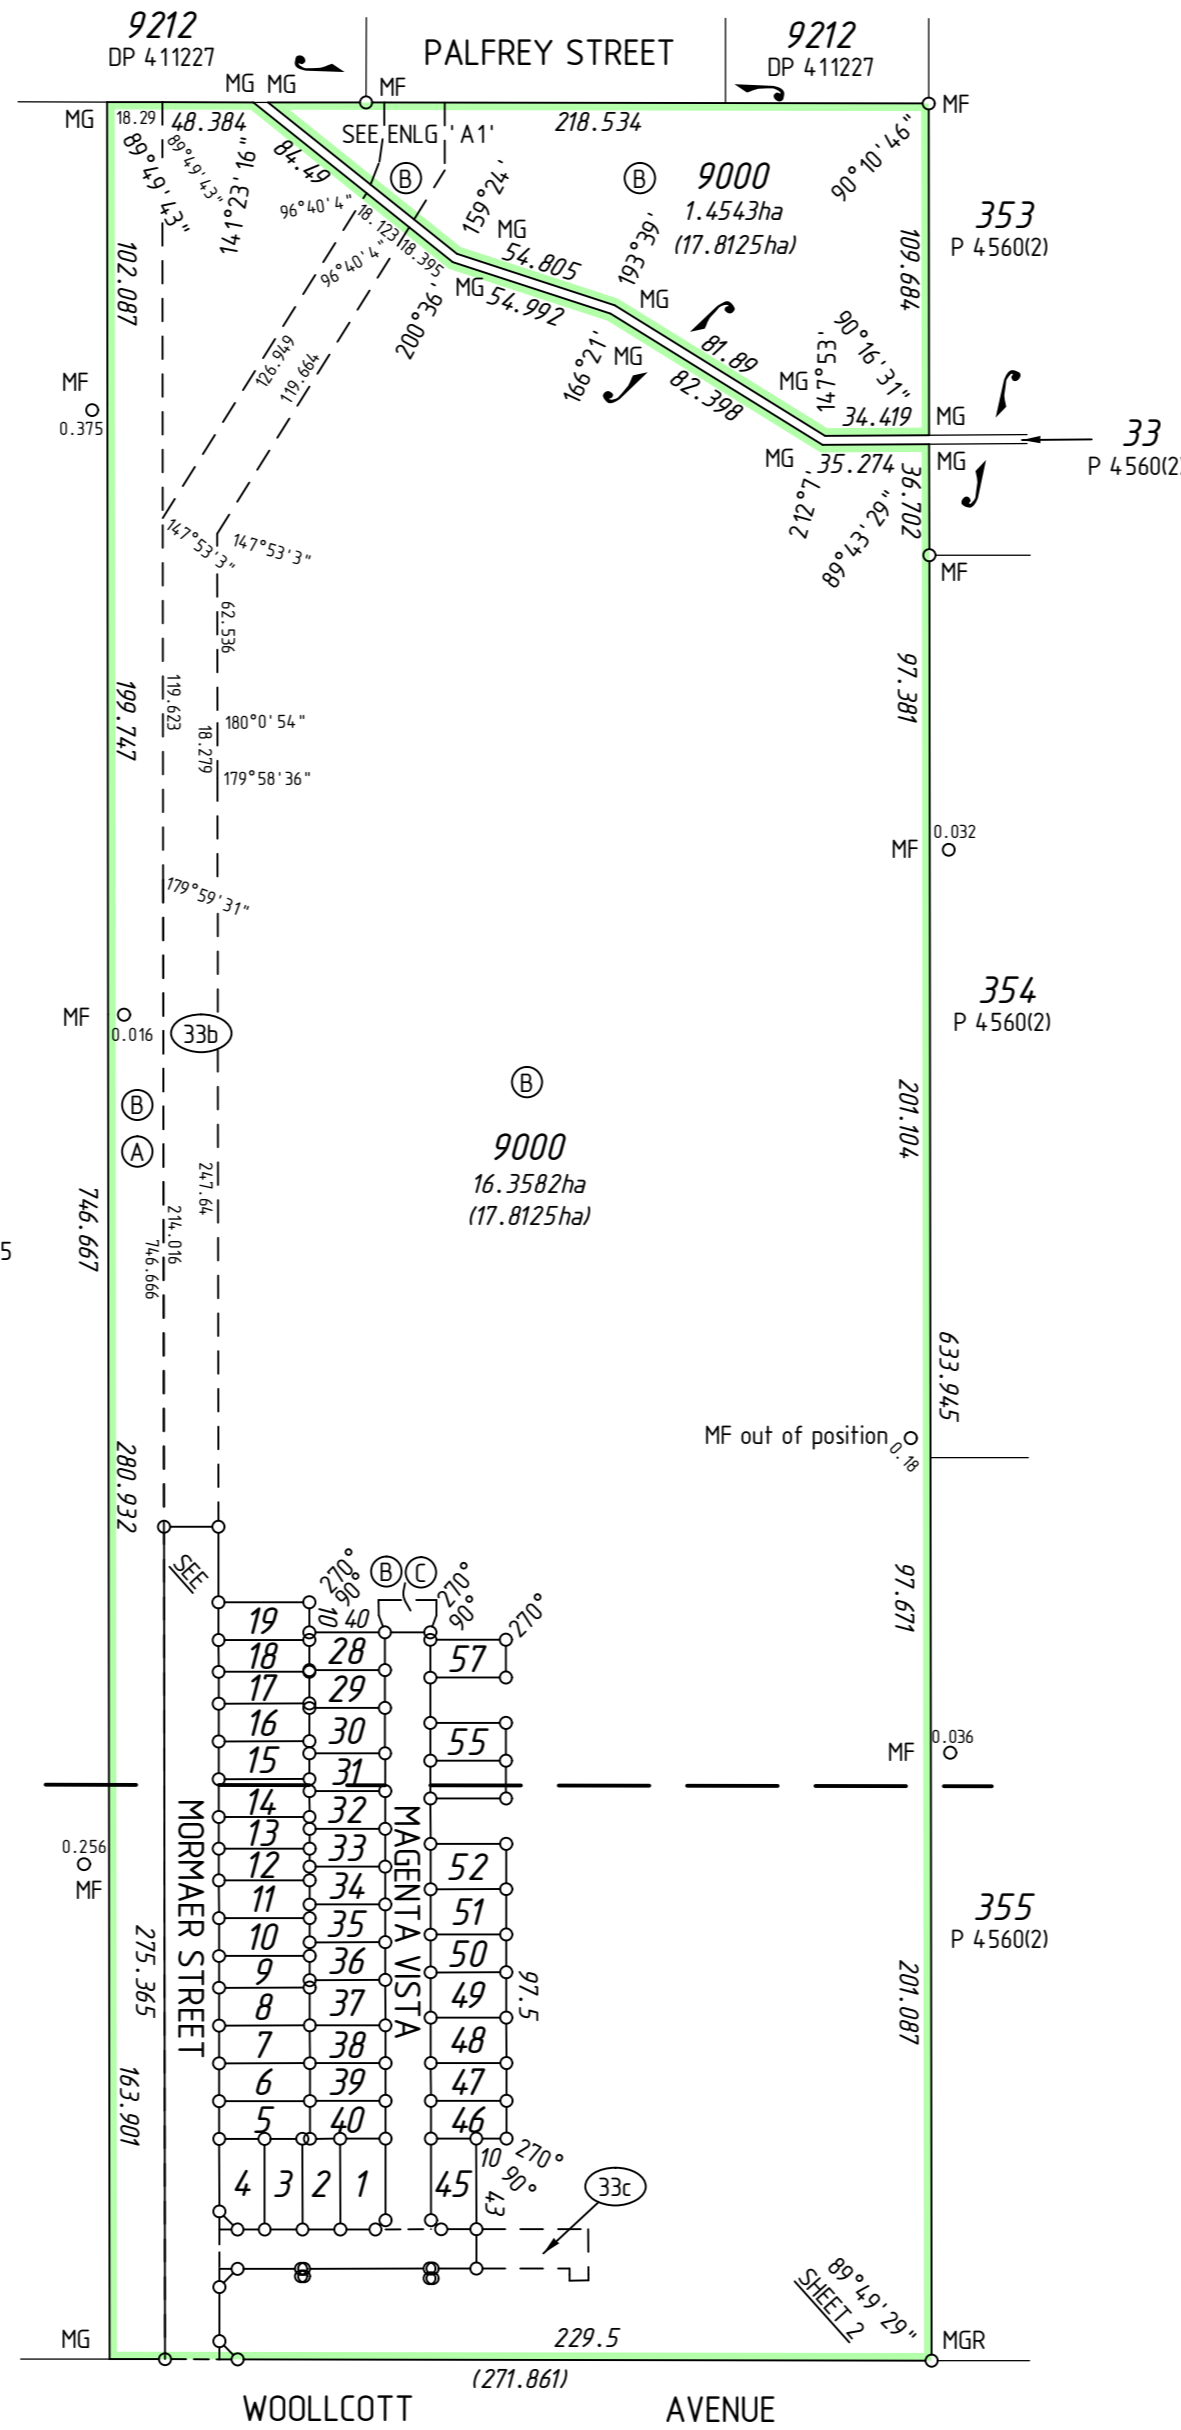 9212
DP 411227
PALFREY STREET
9212
DP 411227
MG MG
MF
MF
MG
18.29
48.384
SEE ENLG 'A1'
218.534
90°10'46"
89°49'43"
89°49'43"
141°23'16"
84.49
B
B
9000
1.4543ha
(17.8125ha)
159°24'
353
P 4560(2)
96°40'4"
18.123
18.395
96°40'4"
MG
54.805
193°39'
109.684
102.087
MG
54.992
200°36'
MG
126.949
119.664
166°21'
MG
81.89
82.398
MG
147°53'
90°16'31"
34.419
MG
MF
0.375
33
P 4560(2)
MG
35.274
MG
36.702
212°7'
89°43'29"
147°53'3"
147°53'3"
MF
62.536
97.381
199.747
119.623
18.279
180°0'54"
179°58'36"
0.032
MF
179°59'31"
354
P 4560(2)
MF
0.016
33b
B
B
A
201.104
9000
16.3582ha
(17.8125ha)
746.667
247.64
214.016
746.666
5
633.945
MF out of position
0.18
280.932
SEE
270°
90°
B
C
270°
90°
270°
97.671
10
40
19
28
57
18
17
29
16
30
55
15
31
0.036
MF
14
32
13
33
0.256
MF
12
34
52
11
35
51
10
36
50
9
37
49
8
38
48
7
39
47
6
40
46
5
MORMAER STREET
MAGENTA VISTA
355
P 4560(2)
275.365
97.5
201.087
163.901
4
3
2
1
45
10
270°
90°
43
33c
89°49'29"
SHEET 2
MG
229.5
MGR
(271.861)
WOOLLCOTT AVENUE